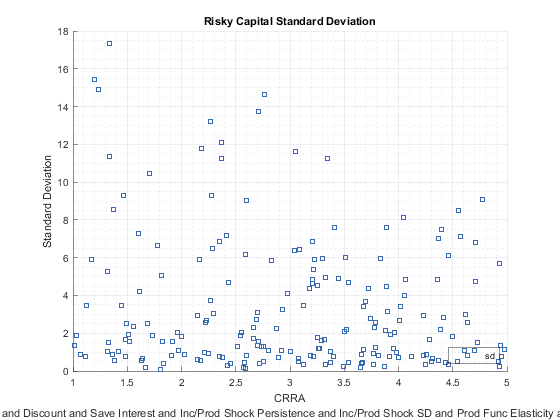 Risky Capital Standard Deviation
18
16
14
12
10
8
6
4
2
0
Standard Deviation
1 1.5 2 2.5 3 3.5 4 4.5 5
sd
CRRA
and Discount and Save Interest and Inc/Prod Shock Persistence and Inc/Prod Shock SD and Prod Func Elasticity